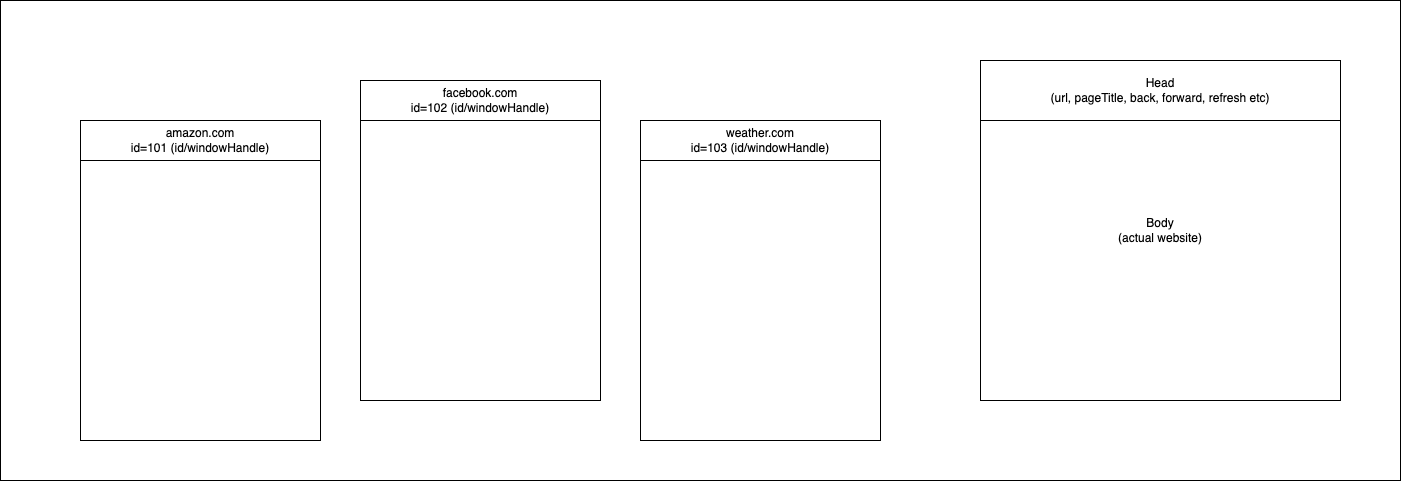 amazon.com
id=101 (id/windowHandle)
facebook.com
id=102 (id/windowHandle)
weather.com
id=103 (id/windowHandle)
Head
(url, pageTitle, back, forward, refresh etc)
Body
(actual website)